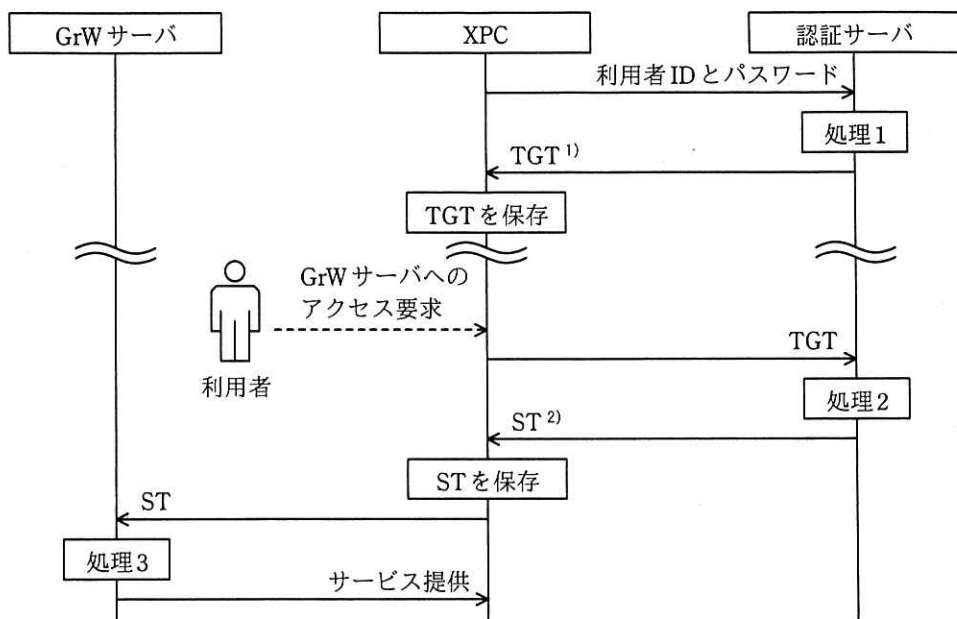 GrWサーバ
XPC
認証サーバ
利用者IDとパスワード
処理1
TGT 1)
TGTを保存
GrWサーバへの
アクセス要求
利用者
TGT
処理2
ST 2)
STを保存
ST
処理3
サービス提供